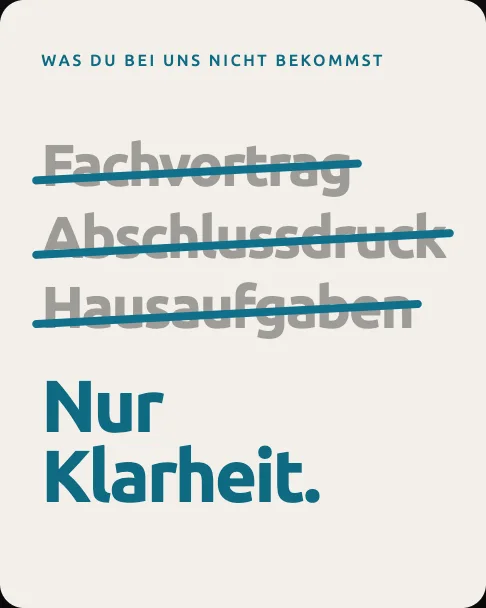 WAS DU BEI UNS NICHT BEKOMMST
Fachvortrag
Abschlussdruck
Hausaufgaben
Nur
Klarheit.